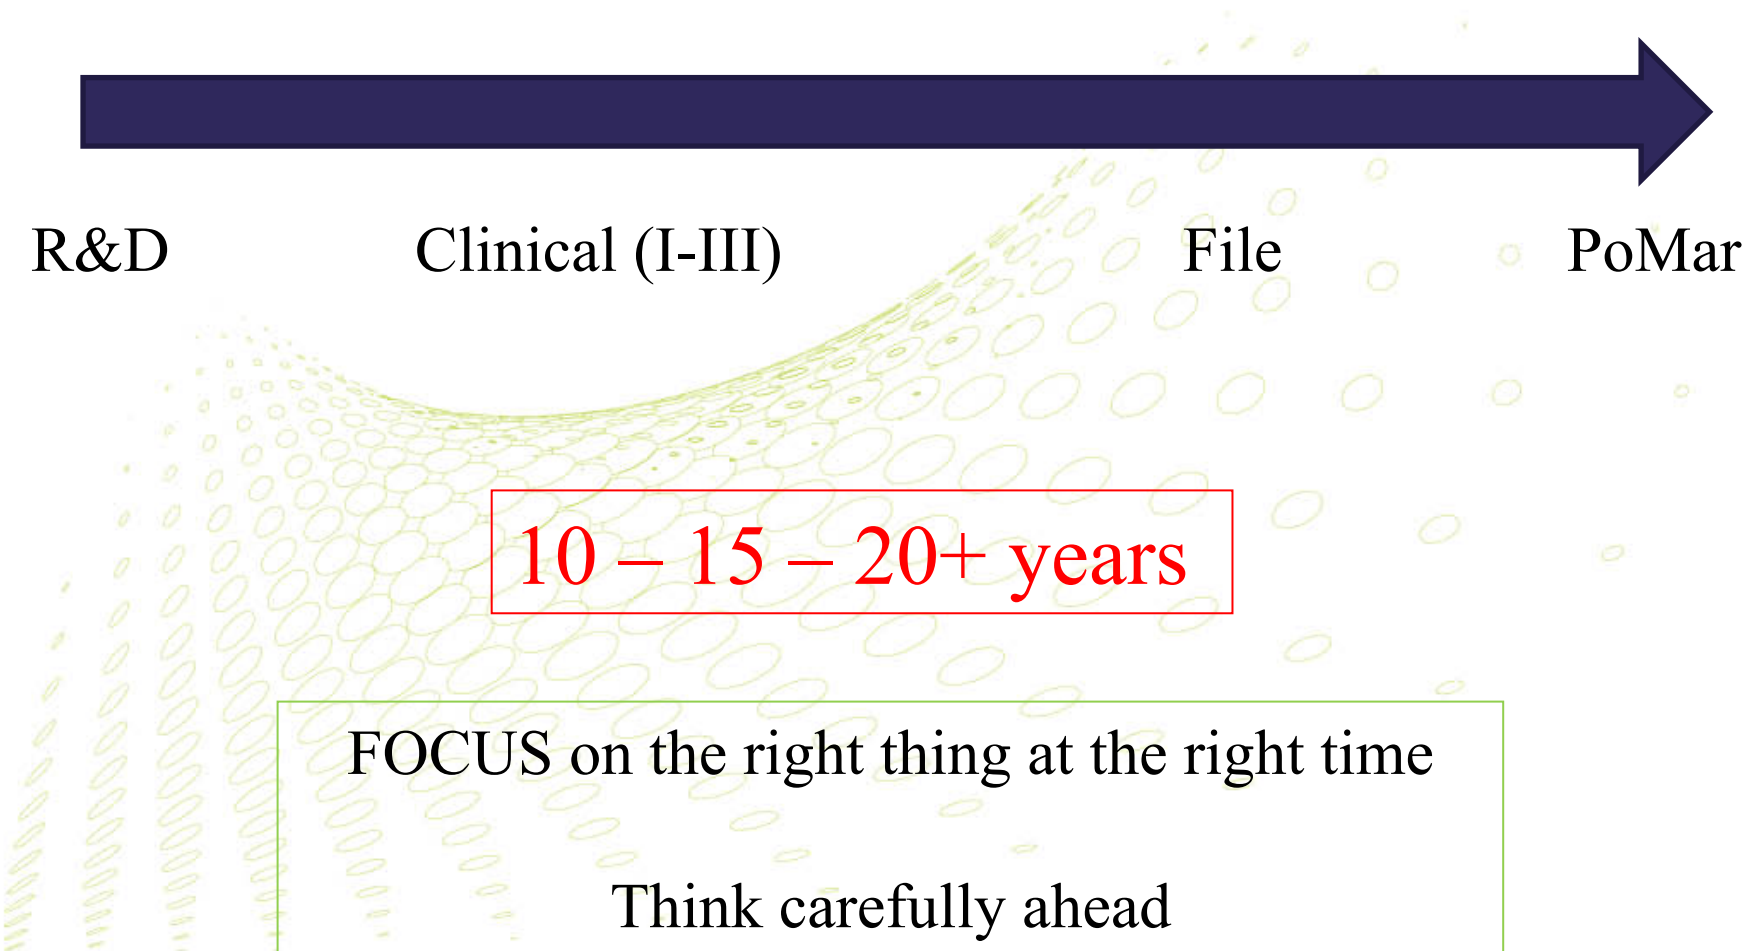 R&D Clinical (I-III) File PoMar
10 – 15 – 20+ years
FOCUS on the right thing at the right time
Think carefully ahead